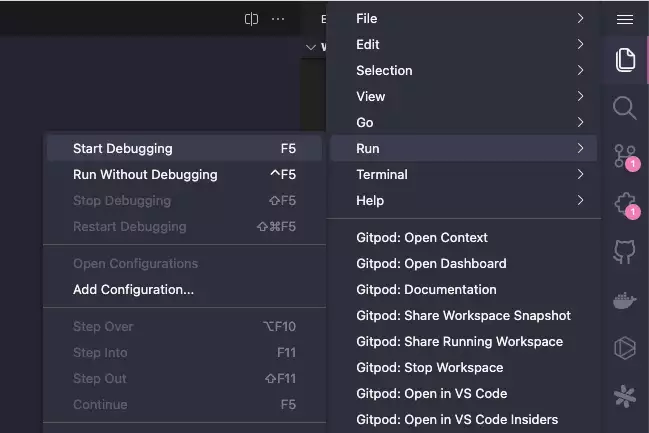 File
Edit
Selection
View
Go
Run
Terminal
Help
Gitpod: Open Context
Gitpod: Open Dashboard
Gitpod: Documentation
Gitpod: Share Workspace Snapshot
Gitpod: Share Running Workspace
Gitpod: Stop Workspace
Gitpod: Open in VS Code
Gitpod: Open in VS Code Insiders
Start Debugging F5
Run Without Debugging ^F5
Stop Debugging ⇧F5
Restart Debugging ⇧⌘F5
Open Configurations
Add Configuration...
Step Over ⌥F10
Step Into F11
Step Out ⇧F11
Continue F5
1
1